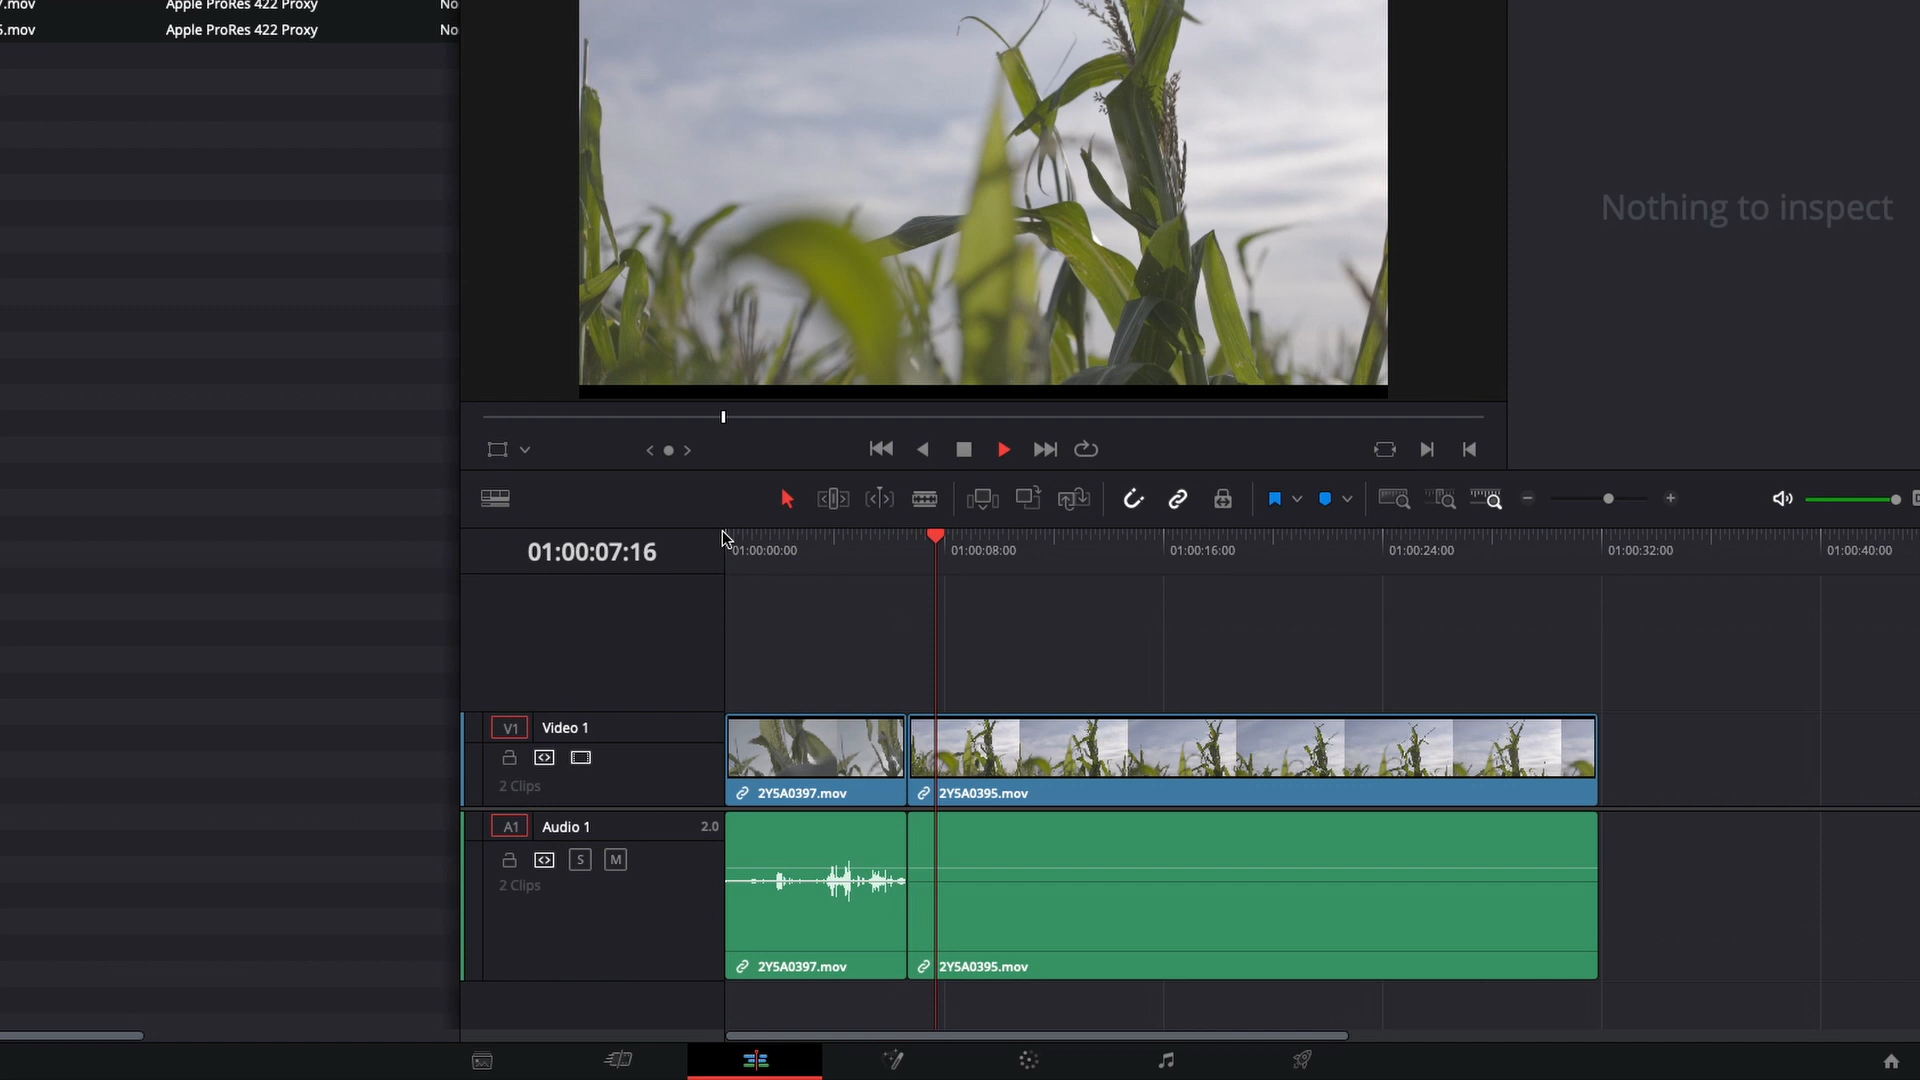 7.mov Apple ProRes 422 Proxy No
5.mov Apple ProRes 422 Proxy No
Nothing to inspect
01:00:07:16
01:00:00:00 01:00:08:00 01:00:16:00 01:00:24:00 01:00:32:00 01:00:40:00
V1 Video 1
2 Clips
2Y5A0397.mov 2Y5A0395.mov
A1 Audio 1 2.0
S M
2 Clips
2Y5A0397.mov 2Y5A0395.mov